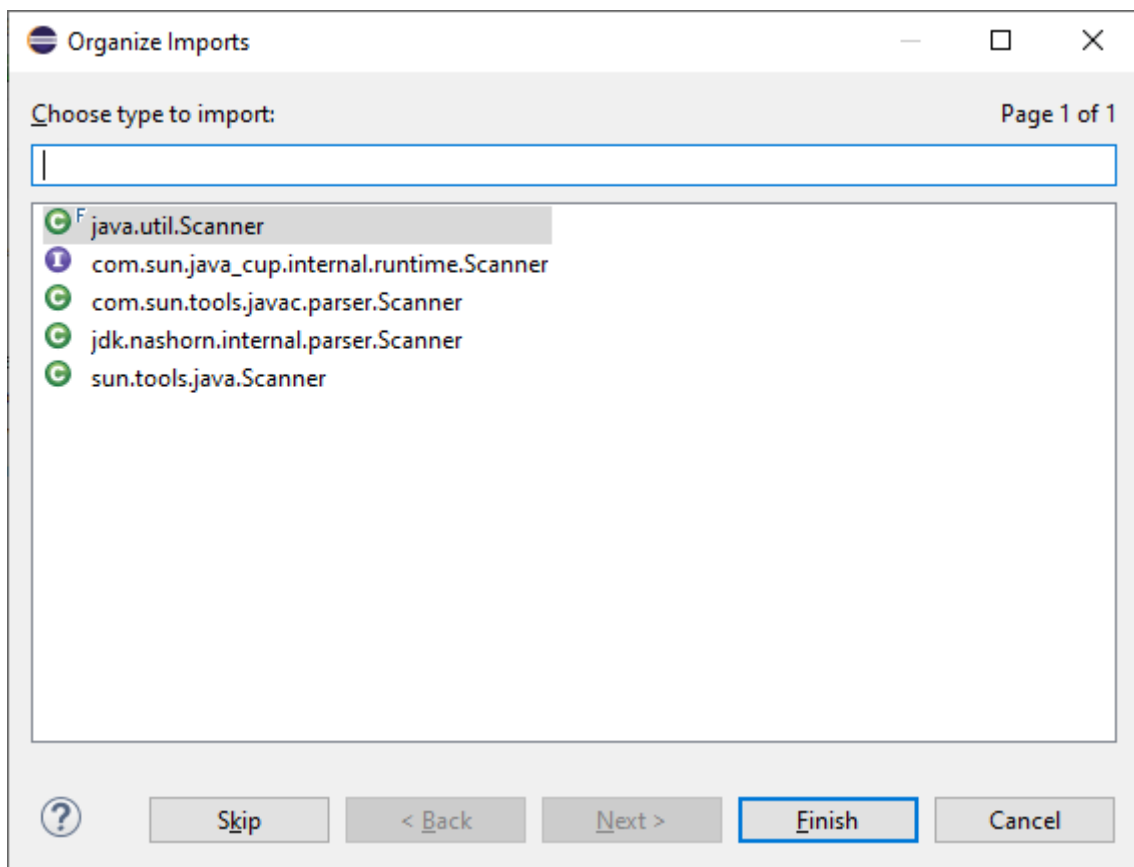 Organize Imports
Choose type to import: Page 1 of 1
F java.util.Scanner
I com.sun.java_cup.internal.runtime.Scanner
C com.sun.tools.javac.parser.Scanner
C jdk.nashorn.internal.parser.Scanner
C sun.tools.java.Scanner
? Skip < Back Next > Finish Cancel